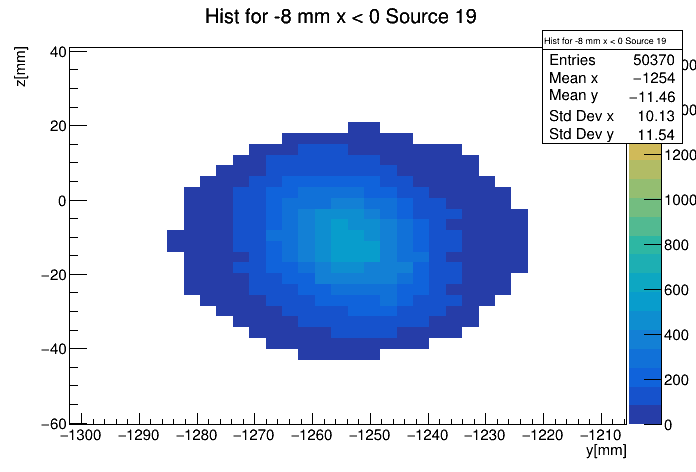 Hist for -8 mm x < 0 Source 19
Hist for -8 mm x < 0 Source 19
Entries 50370
Mean x −1254
Mean y −11.46
Std Dev x 10.13
Std Dev y 11.54
z[mm]
40
20
0
−20
−40
−60
−1300 −1290 −1280 −1270 −1260 −1250 −1240 −1230 −1220 −1210
y[mm]
1200
1000
800
600
400
200
0